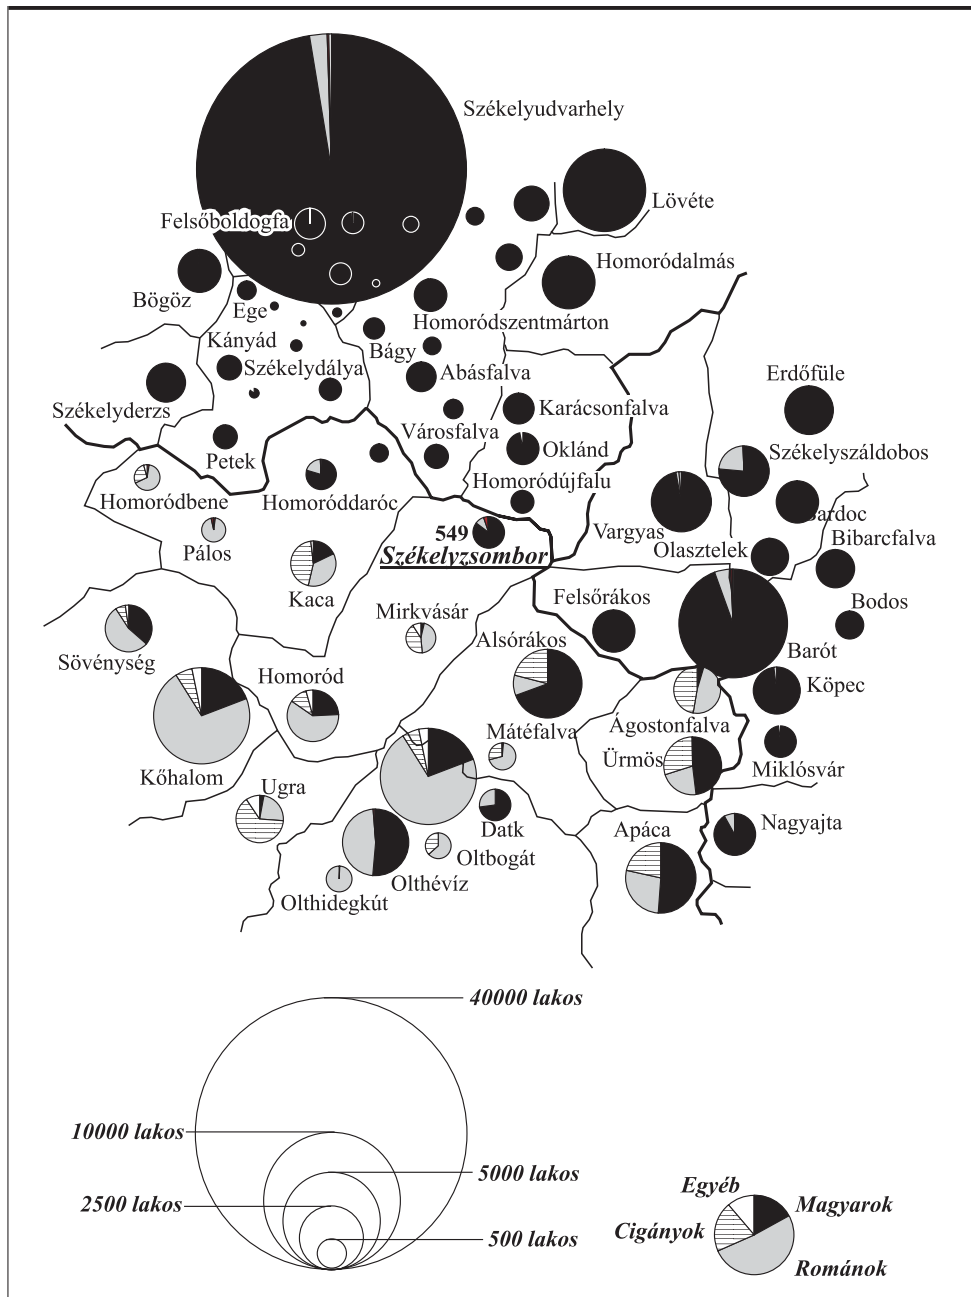 Székelyudvarhely
Lövéte
Felsőboldogfa
Homoródalmás
Bögöz
Ege
Homoródszentmárton
Kányád
Bágy
Székelydálya
Abásfalva
Erdőfüle
Székelyderzs
Karácsonfalva
Városfalva
Székelyszáldobos
Petek
Oklánd
Homoródújfalu
Homoródbene
Homoróddaróc
Bardoc
Vargyas
549
Bibarcfalva
Pálos
Székelyzsombor
Olasztelek
Kaca
Felsőrákos
Bodos
Mirkvásár
Alsórákos
Barót
Sövénység
Homoród
Köpec
Ágostonfalva
Mátéfalva
Ürmös
Kőhalom
Miklósvár
Ugra
Datk
Apáca
Nagyajta
Oltbogát
Olthévíz
Olthidegkút
40000 lakos
10000 lakos
5000 lakos
2500 lakos
500 lakos
Egyéb
Magyarok
Cigányok
Románok